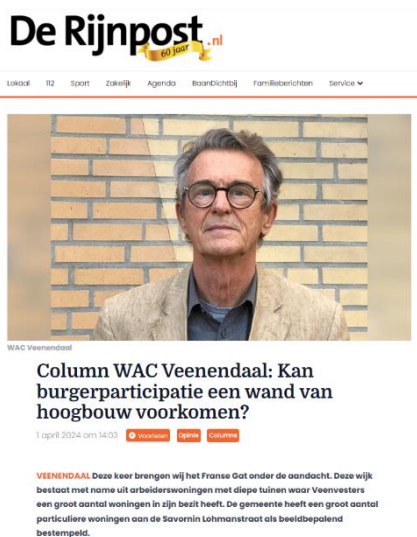 De Rijnpost.nl
60 jaar
Lokaal 112 Sport Zakelijk Agenda BaanDichtbij Familieberichten Service
WAC Veenendaal
Column WAC Veenendaal: Kan
burgerparticipatie een wand van
hoogbouw voorkomen?
1 april 2024 om 14:03 Voorlezen Opinie Columns
VEENENDAAL Deze keer brengen wij het Franse Gat onder de aandacht. Deze wijk
bestaat met name uit arbeiderswoningen met diepe tuinen waar Veenvesters
een groot aantal woningen in zijn bezit heeft. De gemeente heeft een groot aantal
particuliere woningen aan de Savornin Lohmanstraat als beeldbepalend
bestempeld.